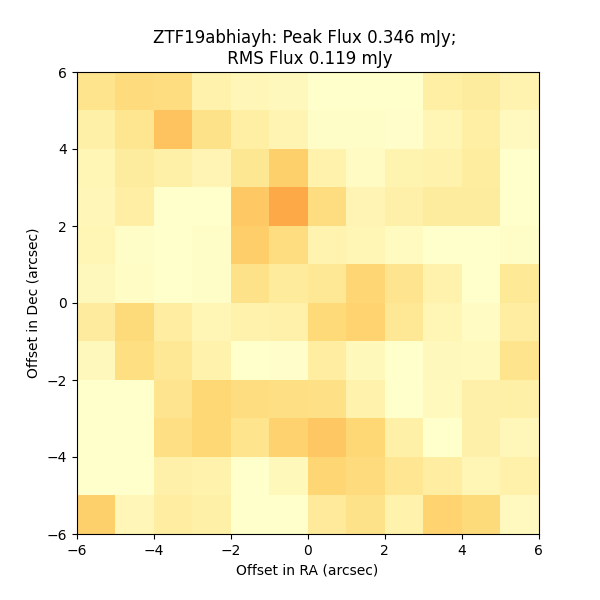 ZTF19abhiayh: Peak Flux 0.346 mJy;
RMS Flux 0.119 mJy
6
4
2
0
−2
−4
−6
Offset in Dec (arcsec)
−6 −4 −2 0 2 4 6
Offset in RA (arcsec)